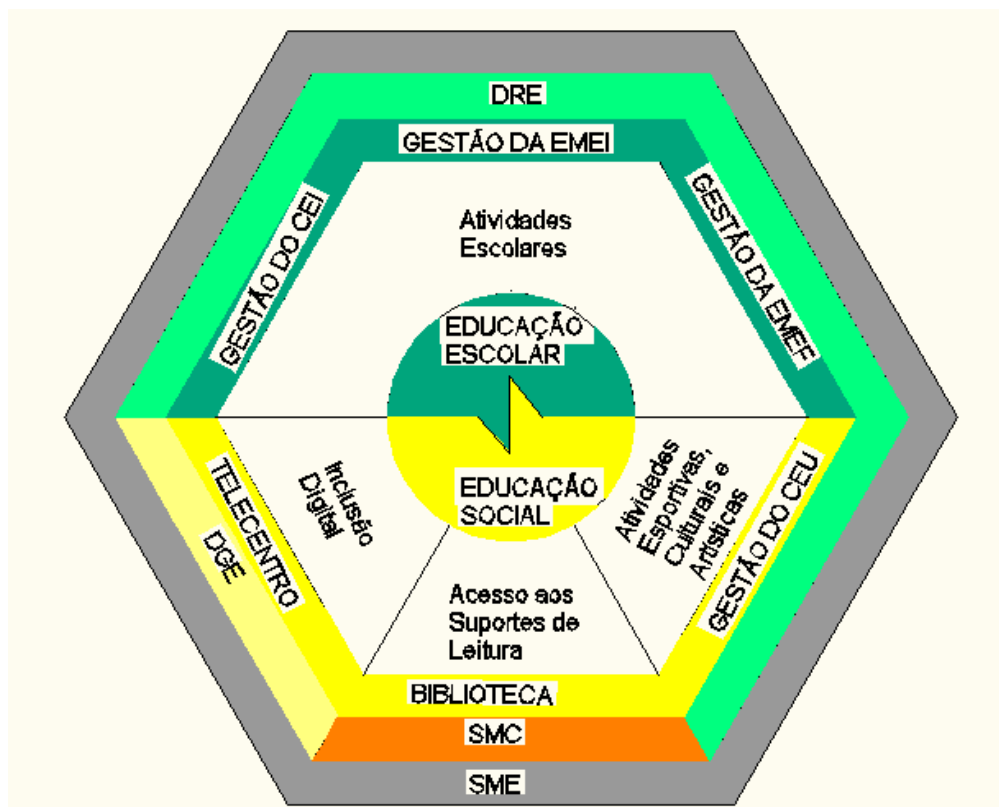 DRE
GESTÃO DA EMEI
GESTÃO DO CEI
GESTÃO DA EMEF
Atividades
Escolares
EDUCAÇÃO
ESCOLAR
EDUCAÇÃO
SOCIAL
TELECENTRO
DGE
Inclusão
Digital
Atividades
Esportivas,
Culturais e
Artísticas
GESTÃO DO CEU
Acesso aos
Suportes de
Leitura
BIBLIOTECA
SMC
SME